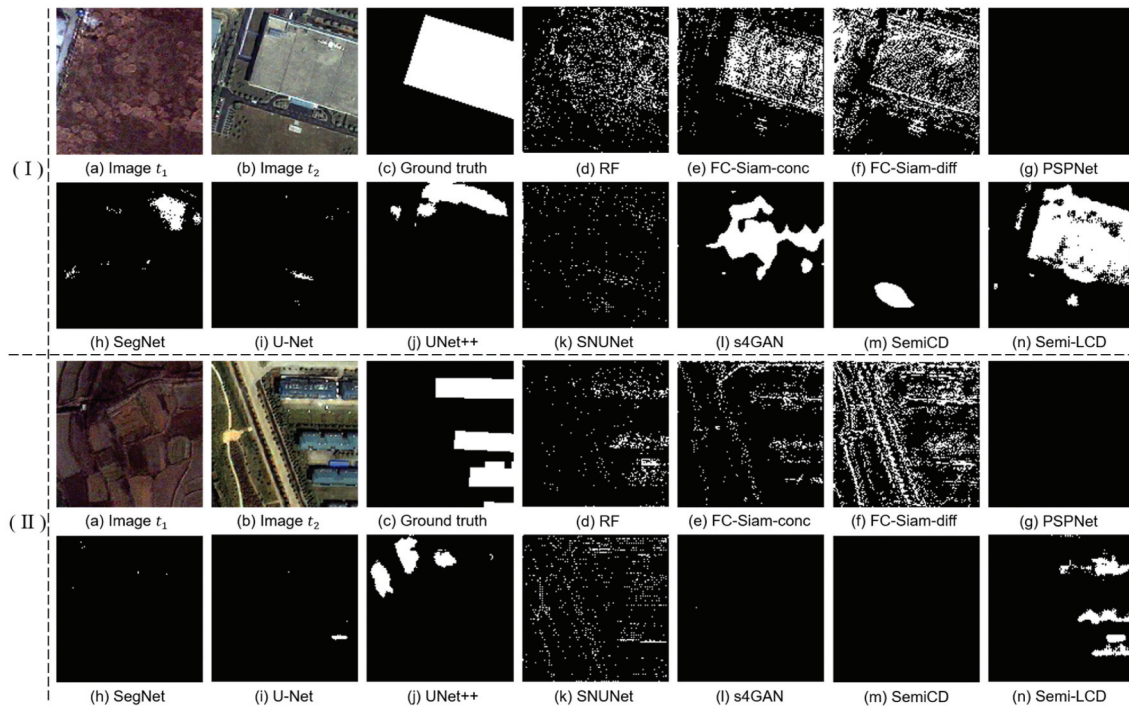 (a) Image t₁ (b) Image t₂ (c) Ground truth (d) RF (e) FC-Siam-conc (f) FC-Siam-diff (g) PSPNet
(Ⅰ)
(h) SegNet (i) U-Net (j) UNet++ (k) SNUNet (l) s4GAN (m) SemiCD (n) Semi-LCD
(a) Image t₁ (b) Image t₂ (c) Ground truth (d) RF (e) FC-Siam-conc (f) FC-Siam-diff (g) PSPNet
(Ⅱ)
(h) SegNet (i) U-Net (j) UNet++ (k) SNUNet (l) s4GAN (m) SemiCD (n) Semi-LCD